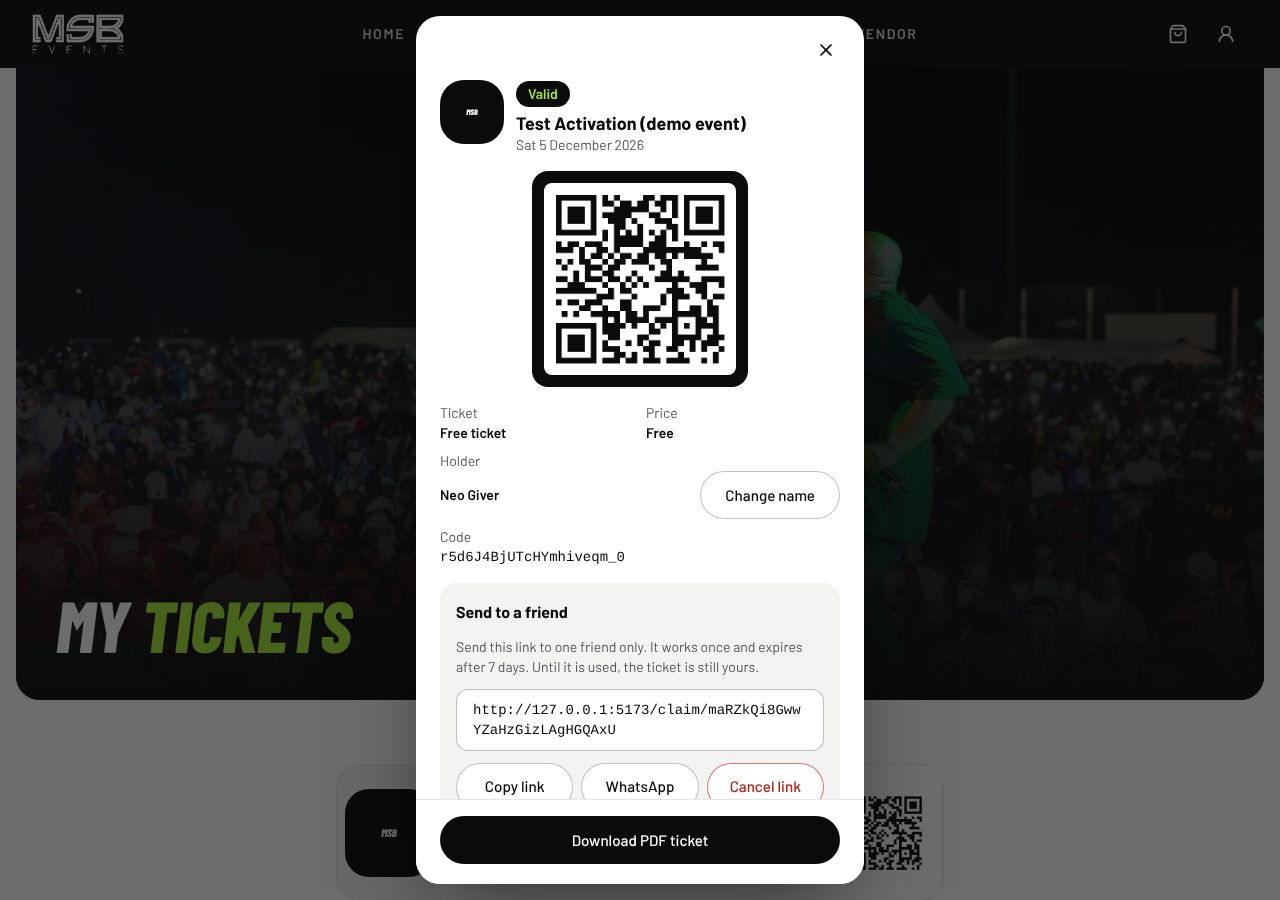 MSB
EVENTS
HOME
ENDOR
Valid
MSB
Test Activation (demo event)
Sat 5 December 2026
Ticket
Free ticket
Price
Free
Holder
Neo Giver
Change name
Code
r5d6J4BjUTcHYmhiveqm_0
MY TICKETS
Send to a friend
Send this link to one friend only. It works once and expires
after 7 days. Until it is used, the ticket is still yours.
http://127.0.0.1:5173/claim/maRZkQi8Gww
YZaHzGizLAgHGQAxU
Copy link
WhatsApp
Cancel link
MSB
Download PDF ticket